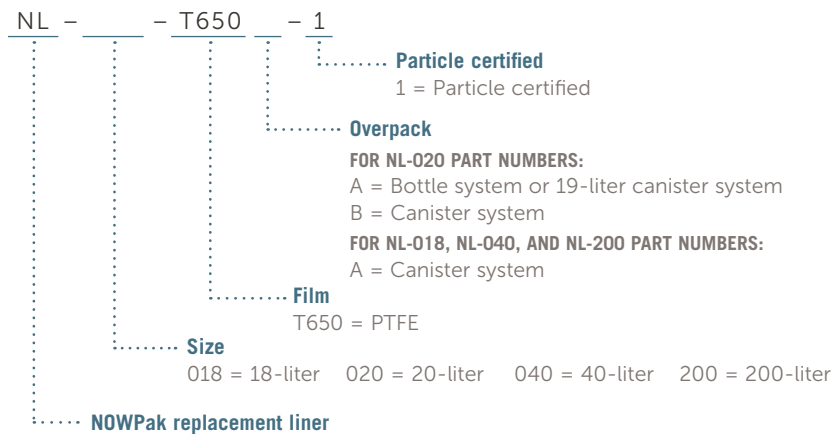 NL – – T650 – 1
Particle certified
1 = Particle certified
Overpack
FOR NL-020 PART NUMBERS:
A = Bottle system or 19-liter canister system
B = Canister system
FOR NL-018, NL-040, AND NL-200 PART NUMBERS:
A = Canister system
Film
T650 = PTFE
Size
018 = 18-liter 020 = 20-liter 040 = 40-liter 200 = 200-liter
NOWPak replacement liner